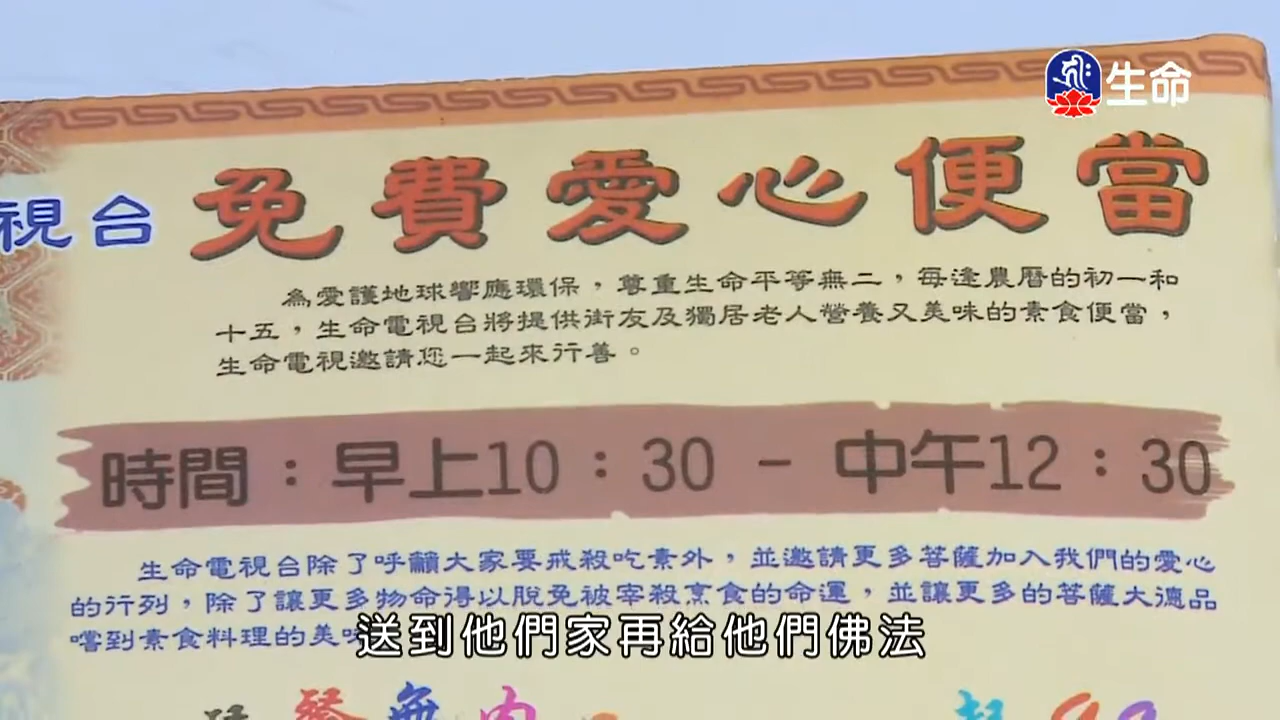 生命
視台 免費愛心便當
為愛護地球響應環保，尊重生命平等無二，每逢農曆的初一和
十五，生命電視台將提供街友及獨居老人營養又美味的素食便當，
生命電視邀請您一起來行善。
時間：早上10：30 - 中午12：30
生命電視台除了呼籲大家要戒殺吃素外，並邀請更多菩薩加入我們的愛心
的行列，除了讓更多物命得以脫免被宰殺烹食的命運，並讓更多的菩薩大德品
嚐到素食料理的美味
送到他們家再給他們佛法